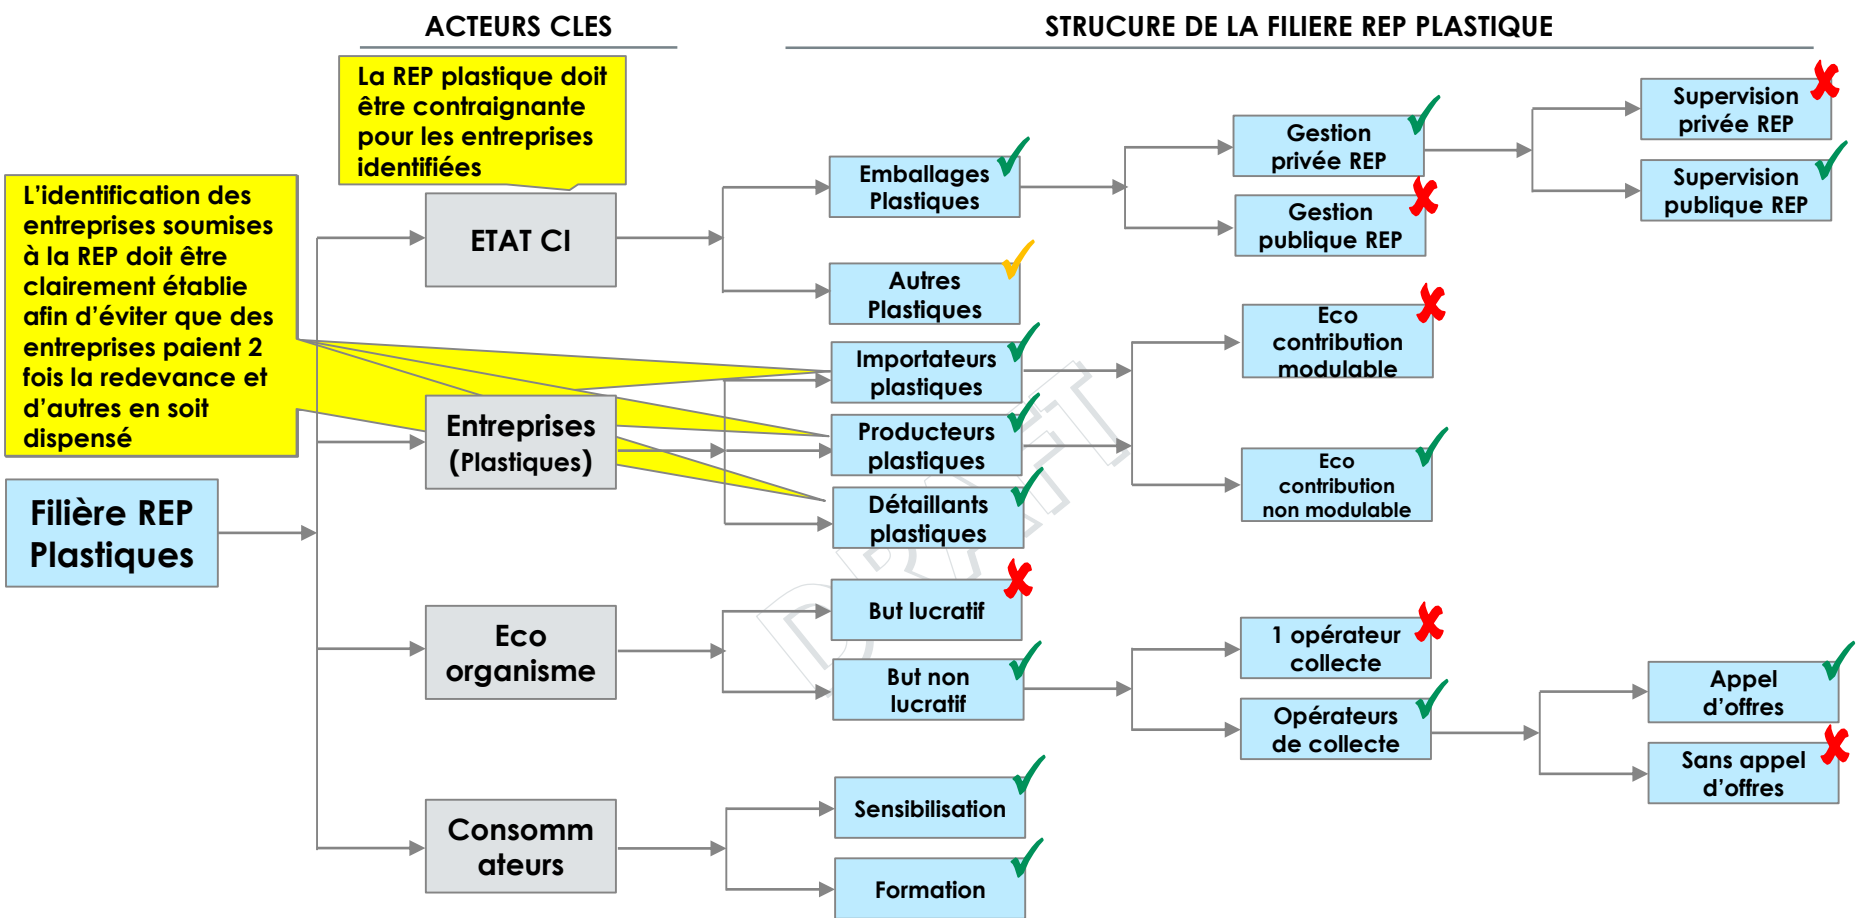 ACTEURS CLES
STRUCURE DE LA FILIERE REP PLASTIQUE
La REP plastique doit
être contraignante
pour les entreprises
identifiées
L'identification des
entreprises soumises
à la REP doit être
clairement établie
afin d'éviter que des
entreprises paient 2
fois la redevance et
d'autres en soit
dispensé
Filière REP
Plastiques
ETAT CI
Entreprises
(Plastiques)
Eco
organisme
Consomm
ateurs
Emballages
Plastiques
Autres
Plastiques
Importateurs
plastiques
Producteurs
plastiques
Détaillants
plastiques
But lucratif
But non
lucratif
Sensibilisation
Formation
Gestion
privée REP
Gestion
publique REP
Eco
contribution
modulable
Eco
contribution
non modulable
1 opérateur
collecte
Opérateurs
de collecte
Supervision
privée REP
Supervision
publique REP
Appel
d'offres
Sans appel
d'offres
DRAFT